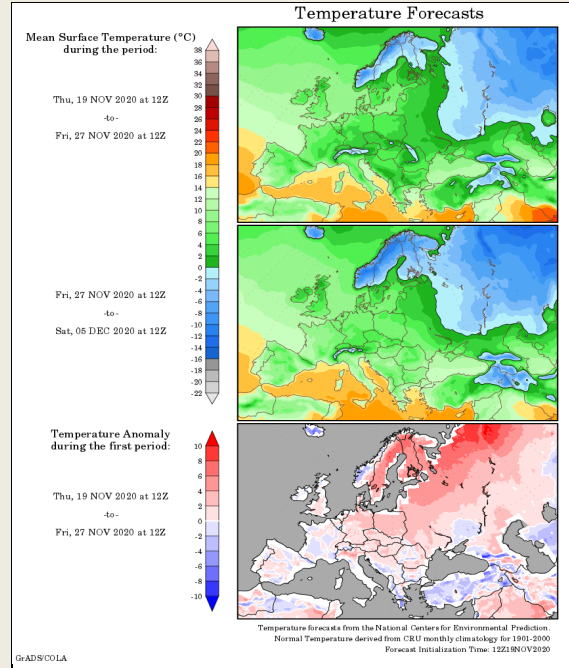 Temperature Forecasts
Mean Surface Temperature (°C)
during the period:
Thu, 19 NOV 2020 at 12Z
-to-
Fri, 27 NOV 2020 at 12Z
38
36
34
32
30
28
26
24
22
20
18
16
14
12
10
8
6
4
2
0
-2
-4
-6
-8
-10
-12
-14
-16
-18
-20
-22
Fri, 27 NOV 2020 at 12Z
-to-
Sat, 05 DEC 2020 at 12Z
Temperature Anomaly
during the first period:
Thu, 19 NOV 2020 at 12Z
-to-
Fri, 27 NOV 2020 at 12Z
10
8
6
4
2
0
-2
-4
-6
-8
-10
Temperature forecasts from the National Centers for Environmental Prediction.
Normal Temperature derived from CRU monthly climatology for 1901-2000
Forecast Initialization Time: 12Z19NOV2020
GrADS/COLA